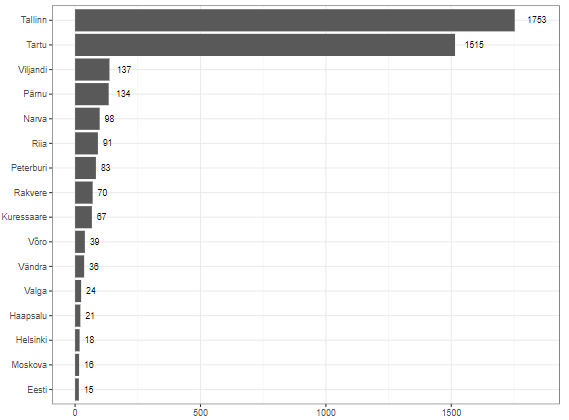 Tallinn 1753
Tartu 1515
Viljandi 137
Pärnu 134
Narva 98
Riia 91
Peterburi 83
Rakvere 70
Kuressaare 67
Võro 39
Vändra 36
Valga 24
Haapsalu 21
Helsinki 18
Moskova 16
Eesti 15
0 500 1000 1500